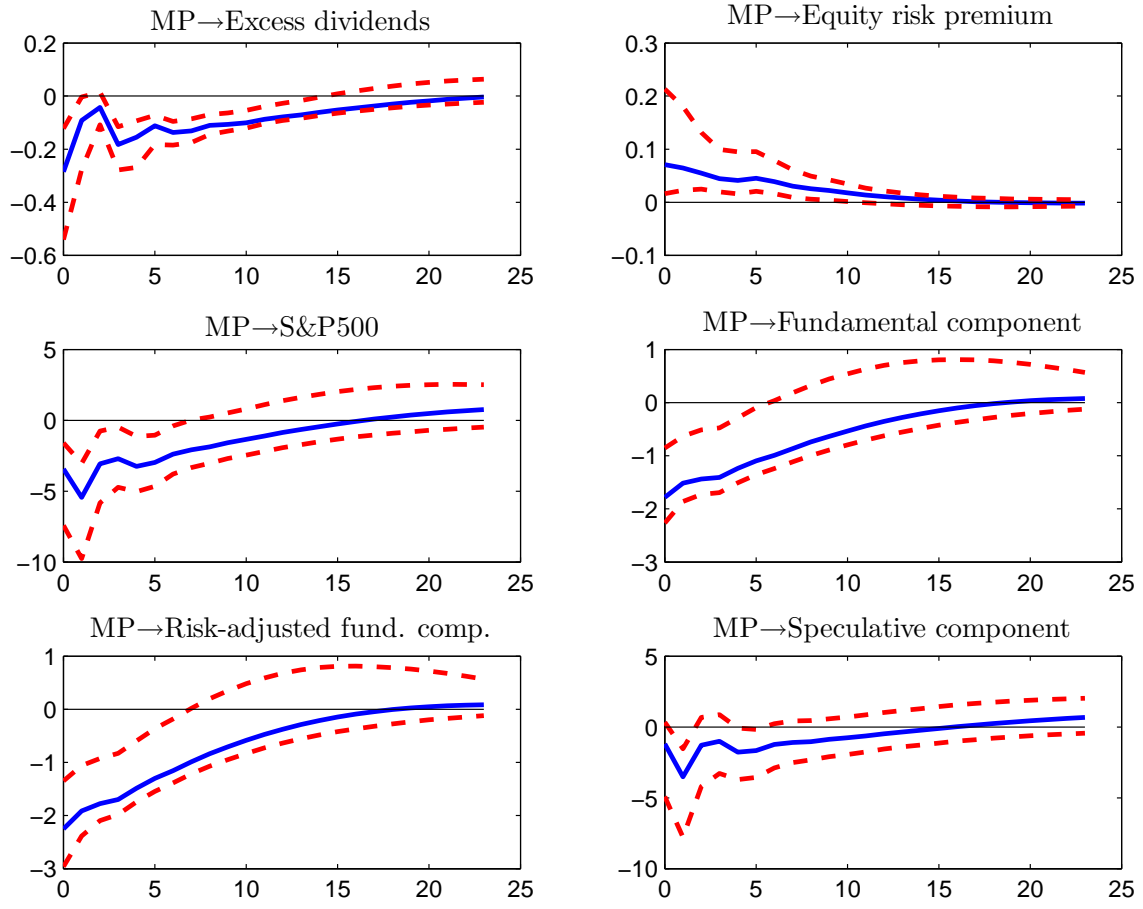 MP→Excess dividends
0.2
0
−0.2
−0.4
−0.6
0 5 10 15 20 25
MP→Equity risk premium
0.3
0.2
0.1
0
−0.1
0 5 10 15 20 25
MP→S&P500
5
0
−5
−10
0 5 10 15 20 25
MP→Fundamental component
1
0
−1
−2
−3
0 5 10 15 20 25
MP→Risk-adjusted fund. comp.
1
0
−1
−2
−3
0 5 10 15 20 25
MP→Speculative component
5
0
−5
−10
0 5 10 15 20 25